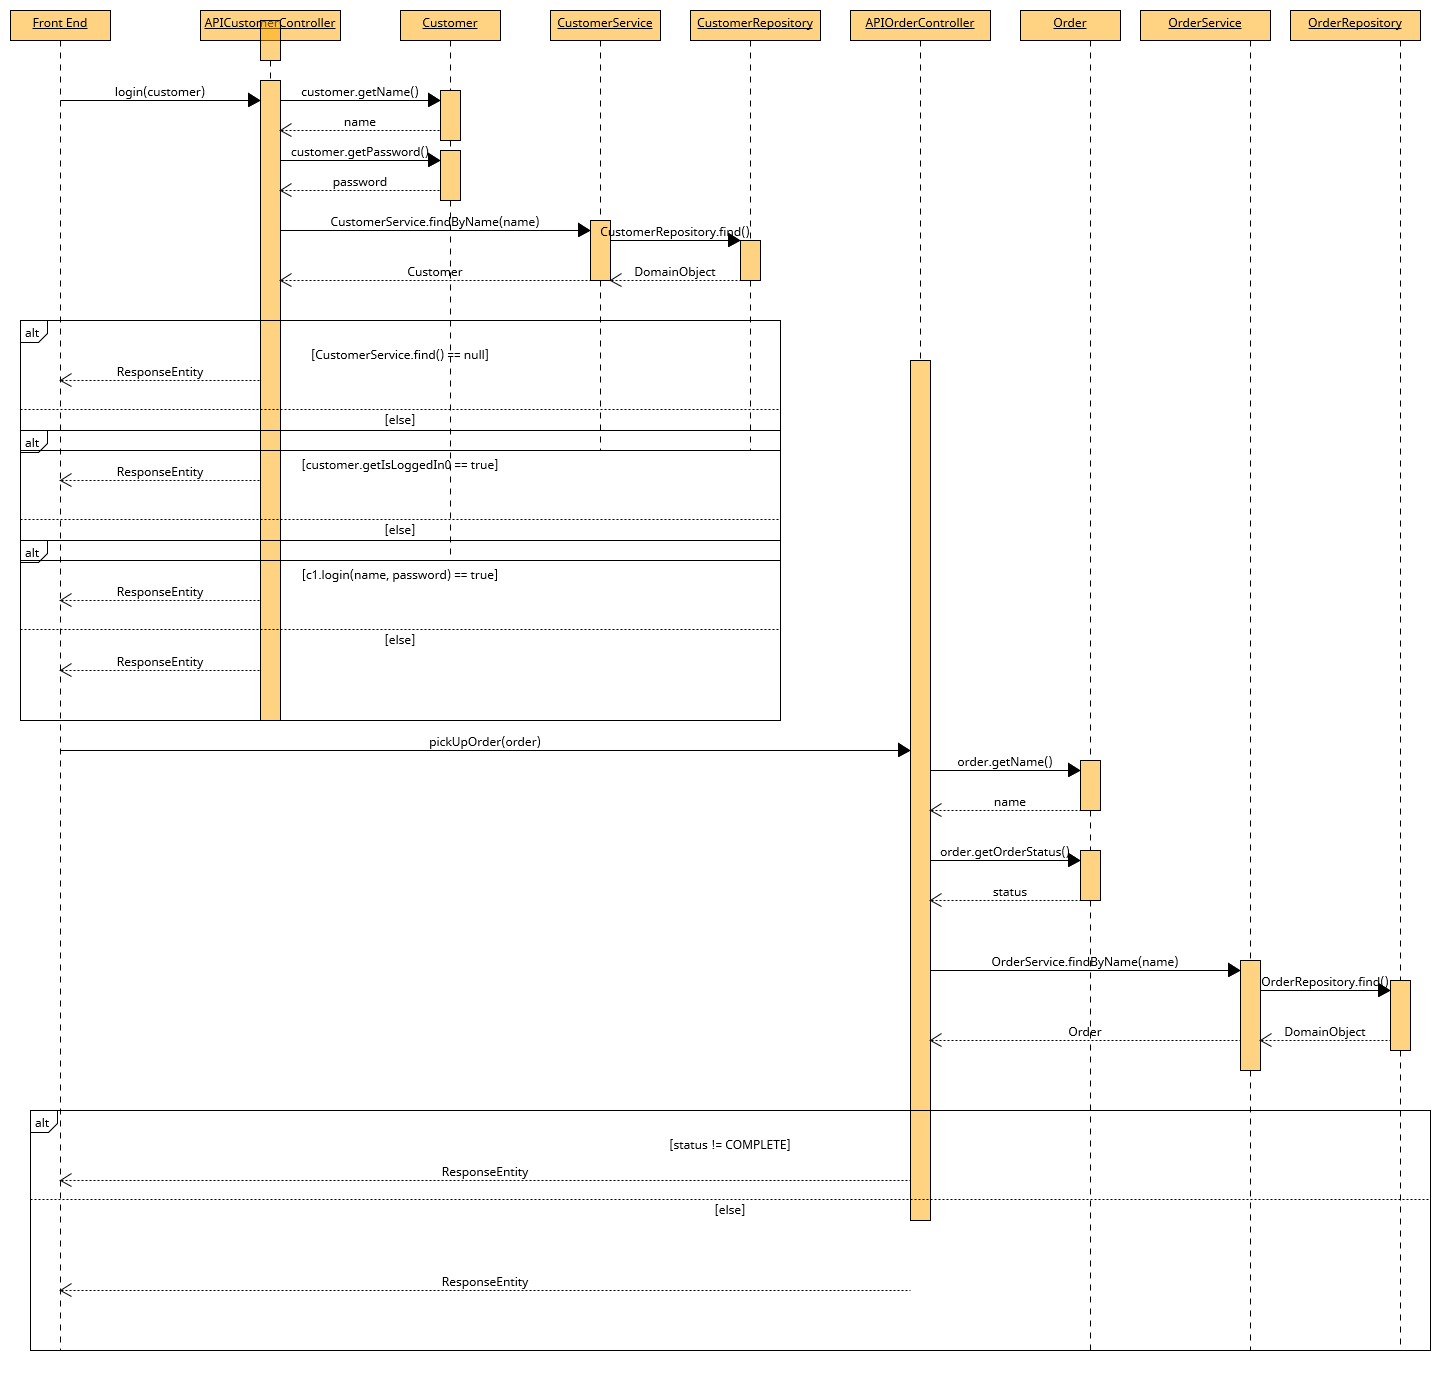 Front End
APICustomerController
Customer
CustomerService
CustomerRepository
APIOrderController
Order
OrderService
OrderRepository
login(customer)
customer.getName()
name
customer.getPassword()
password
CustomerService.findByName(name)
CustomerRepository.find()
Customer
DomainObject
alt
[CustomerService.find() == null]
ResponseEntity
[else]
alt
[customer.getIsLoggedIn() == true]
ResponseEntity
[else]
alt
[c1.login(name, password) == true]
ResponseEntity
[else]
ResponseEntity
pickUpOrder(order)
order.getName()
name
order.getOrderStatus()
status
OrderService.findByName(name)
OrderRepository.find()
Order
DomainObject
alt
[status != COMPLETE]
ResponseEntity
[else]
ResponseEntity